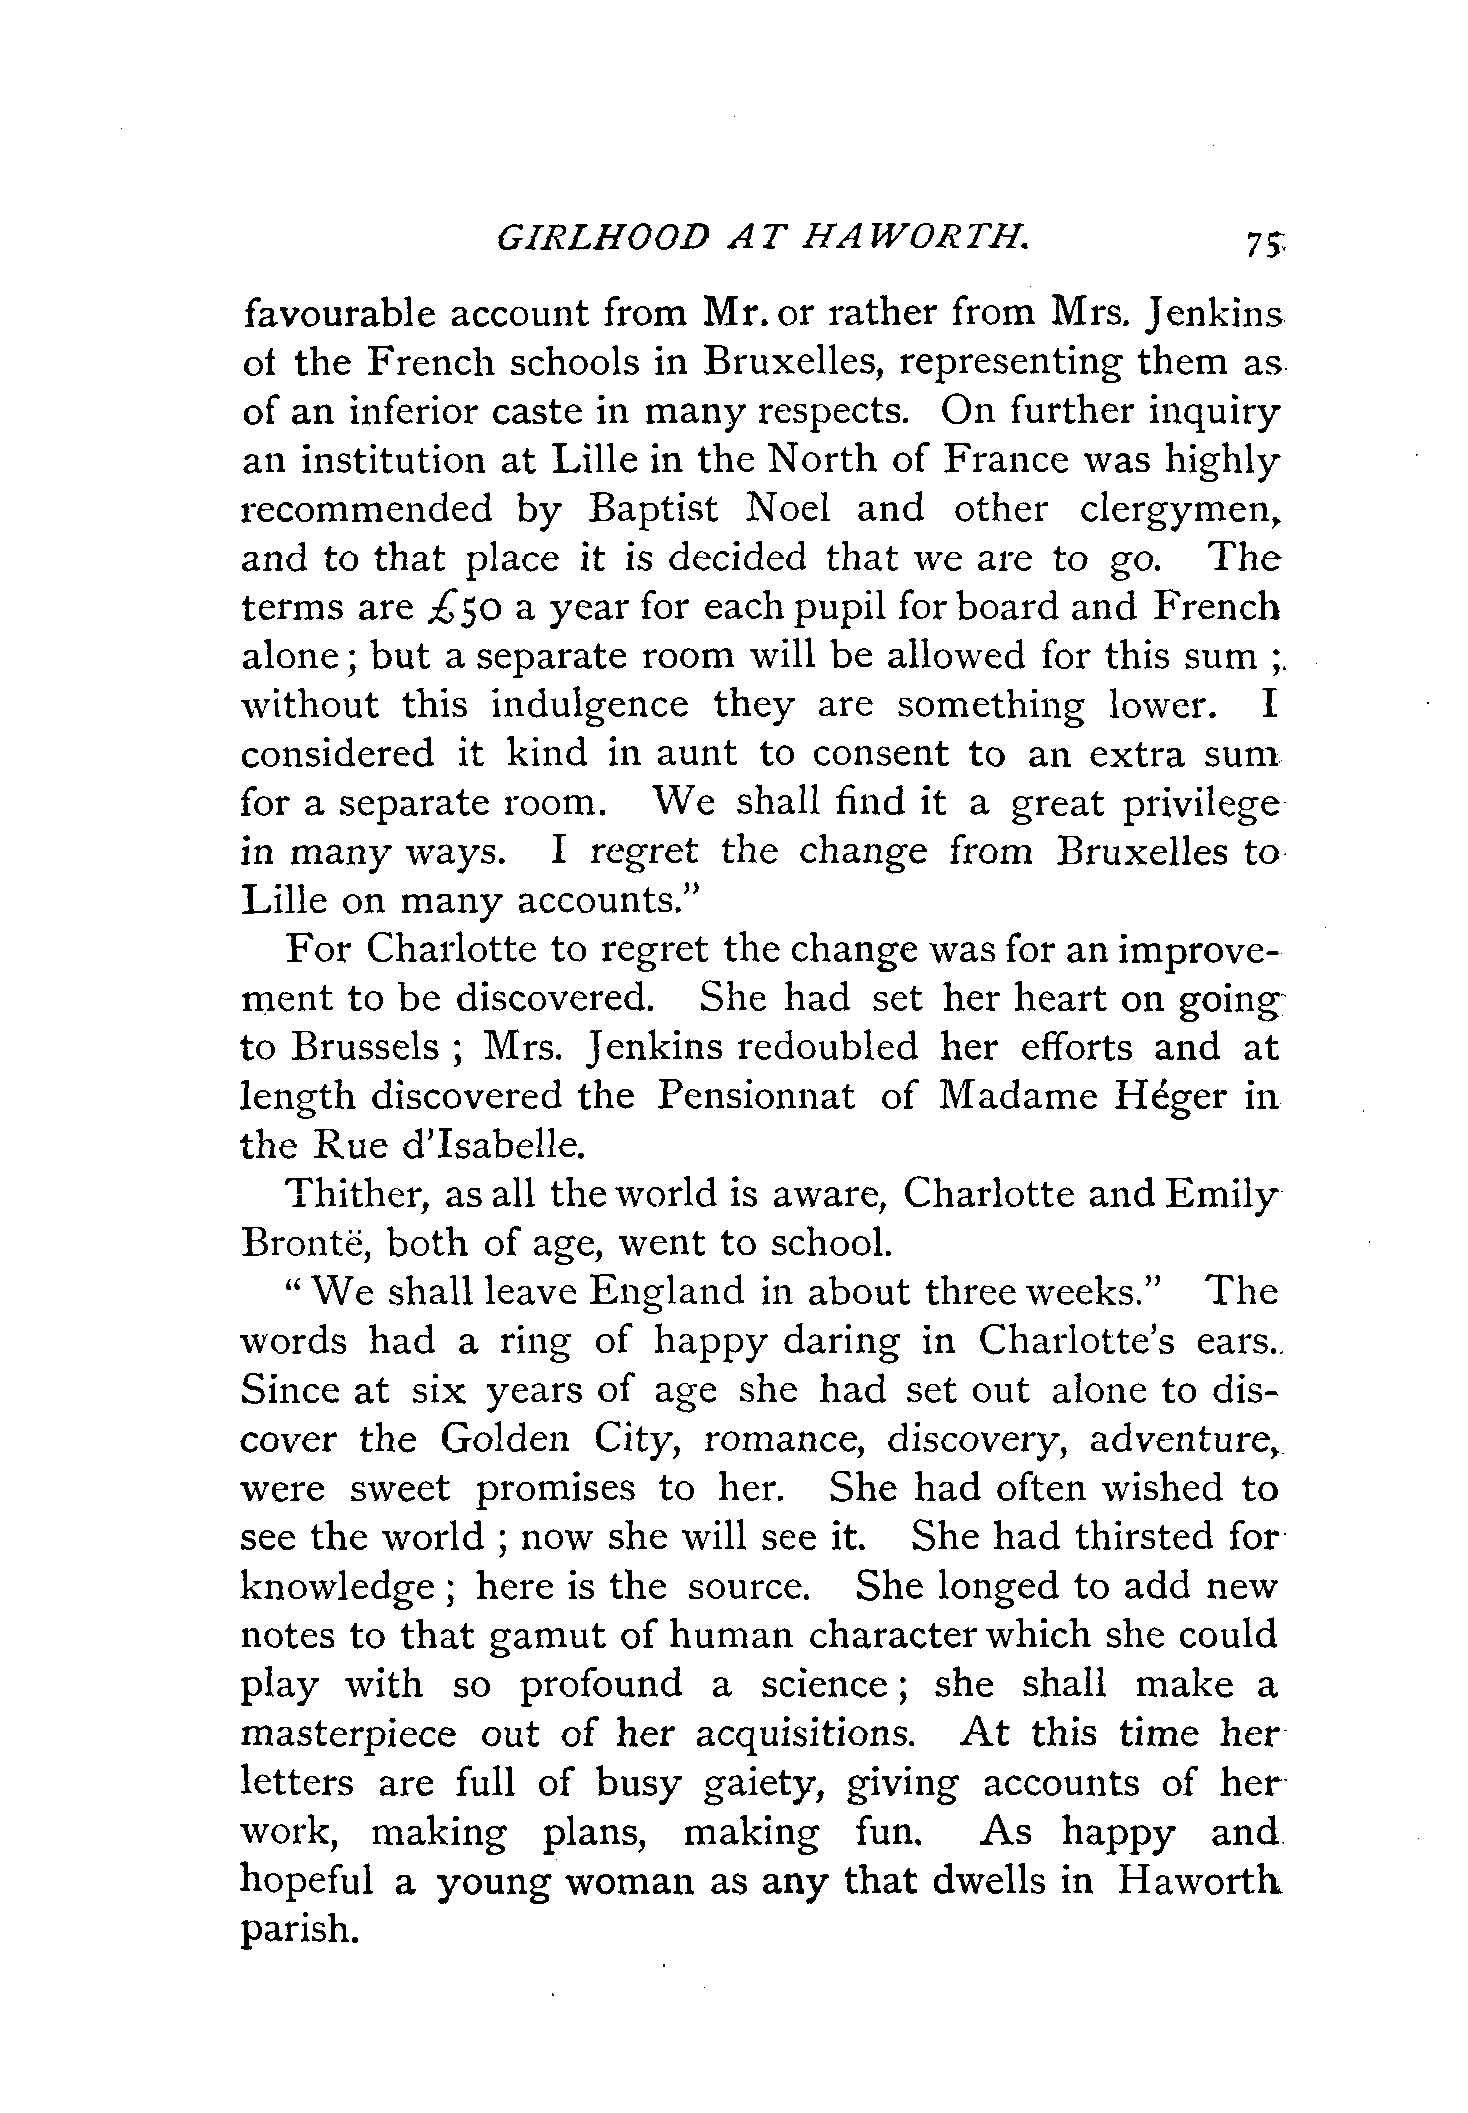 GIRLHOOD AT HAWORTH. 75
favourable account from Mr. or rather from Mrs. Jenkins
of the French schools in Bruxelles, representing them as
of an inferior caste in many respects. On further inquiry
an institution at Lille in the North of France was highly
recommended by Baptist Noel and other clergymen,
and to that place it is decided that we are to go. The
terms are £50 a year for each pupil for board and French
alone; but a separate room will be allowed for this sum;
without this indulgence they are something lower. I
considered it kind in aunt to consent to an extra sum
for a separate room. We shall find it a great privilege
in many ways. I regret the change from Bruxelles to
Lille on many accounts."
For Charlotte to regret the change was for an improve-
ment to be discovered. She had set her heart on going
to Brussels; Mrs. Jenkins redoubled her efforts and at
length discovered the Pensionnat of Madame Héger in
the Rue d'Isabelle.
Thither, as all the world is aware, Charlotte and Emily
Brontë, both of age, went to school.
"We shall leave England in about three weeks." The
words had a ring of happy daring in Charlotte's ears.
Since at six years of age she had set out alone to dis-
cover the Golden City, romance, discovery, adventure,
were sweet promises to her. She had often wished to
see the world; now she will see it. She had thirsted for
knowledge; here is the source. She longed to add new
notes to that gamut of human character which she could
play with so profound a science; she shall make a
masterpiece out of her acquisitions. At this time her
letters are full of busy gaiety, giving accounts of her
work, making plans, making fun. As happy and
hopeful a young woman as any that dwells in Haworth
parish.